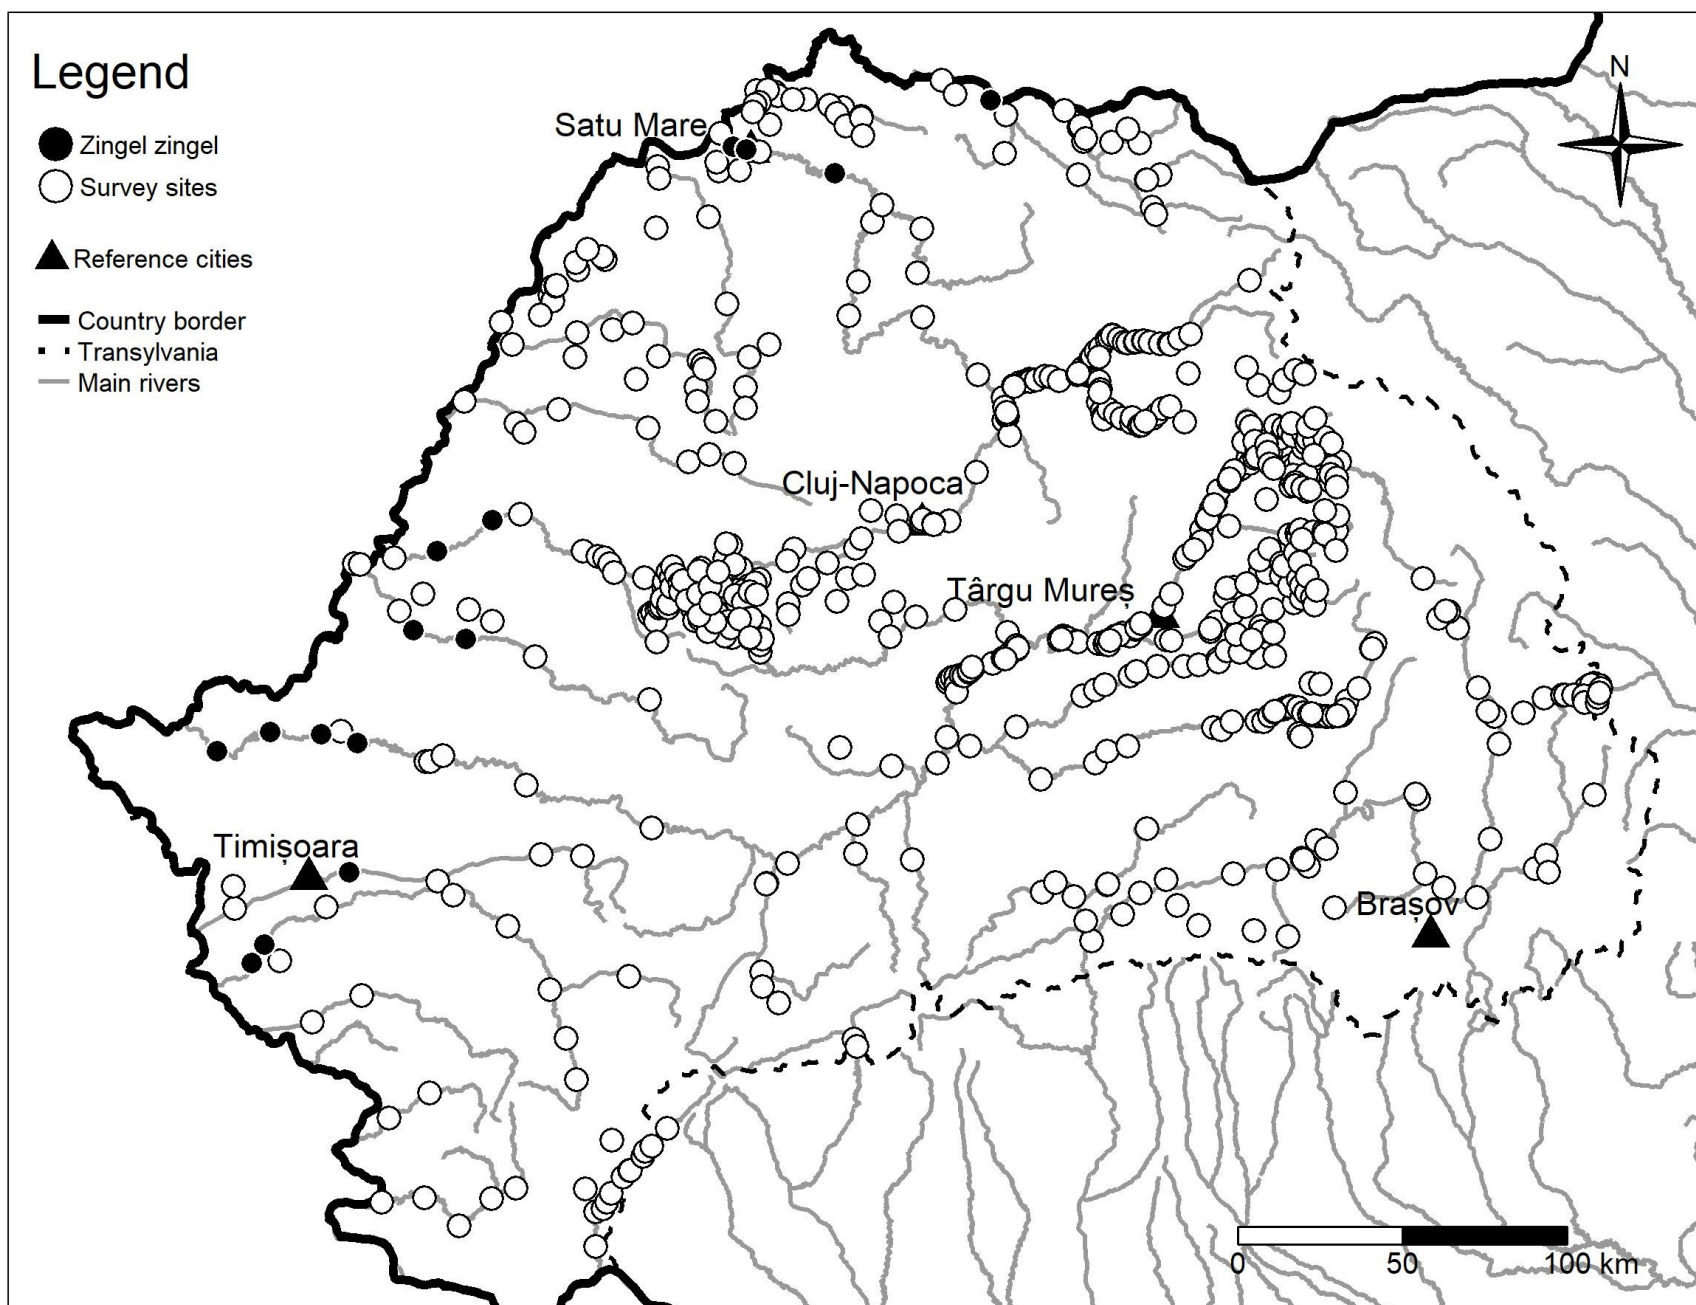 Legend
Zingel zingel
Survey sites
Reference cities
Country border
Transylvania
Main rivers
N
Satu Mare
Cluj-Napoca
Târgu Mureș
Timișoara
Brașov
0 50 100 km